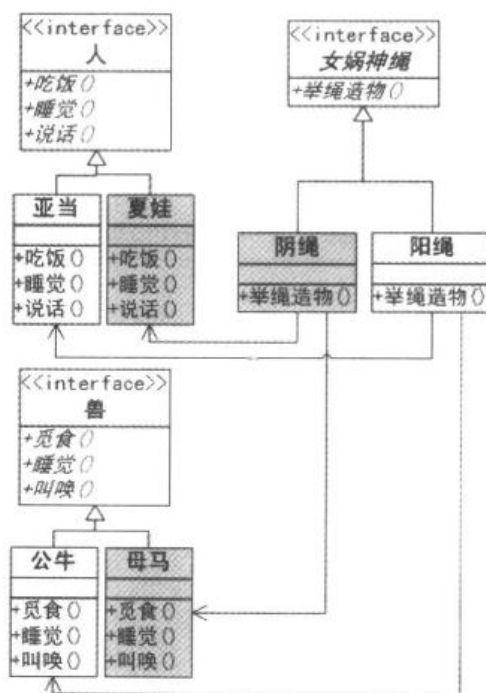 <<interface>>
人
+吃饭()
+睡觉()
+说话()
<<interface>>
女娲神绳
+举绳造物()
亚当
+吃饭()
+睡觉()
+说话()
夏娃
+吃饭()
+睡觉()
+说话()
阴绳
+举绳造物()
阳绳
+举绳造物()
<<interface>>
兽
+觅食()
+睡觉()
+叫唤()
公牛
+觅食()
+睡觉()
+叫唤()
母马
+觅食()
+睡觉()
+叫唤()